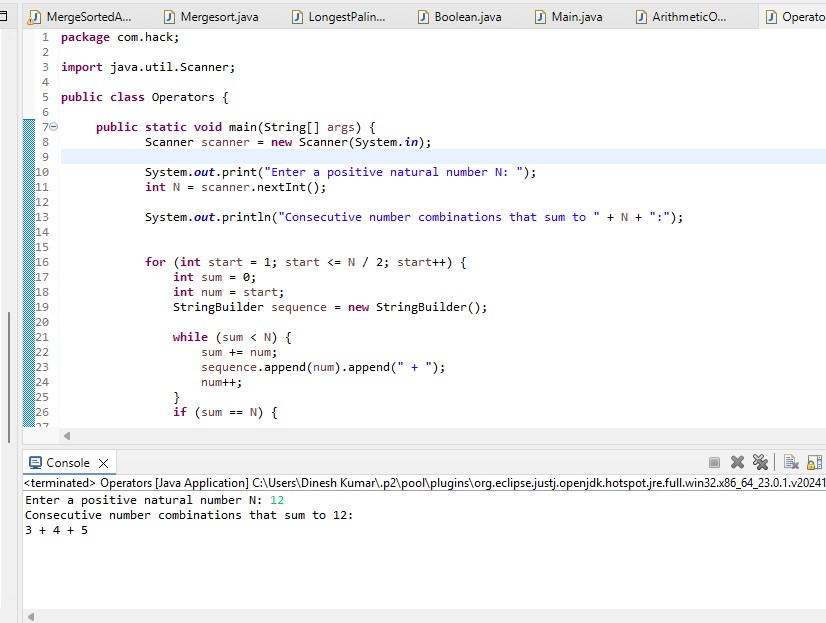 MergeSortedA... Mergesort.java LongestPalin... Boolean.java Main.java ArithmeticO... Operato
1 package com.hack;
2
3 import java.util.Scanner;
4
5 public class Operators {
6
7 public static void main(String[] args) {
8 Scanner scanner = new Scanner(System.in);
9
10 System.out.print("Enter a positive natural number N: ");
11 int N = scanner.nextInt();
12
13 System.out.println("Consecutive number combinations that sum to " + N + ":");
14
15
16 for (int start = 1; start <= N / 2; start++) {
17 int sum = 0;
18 int num = start;
19 StringBuilder sequence = new StringBuilder();
20
21 while (sum < N) {
22 sum += num;
23 sequence.append(num).append(" + ");
24 num++;
25 }
26 if (sum == N) {
27
Console
<terminated> Operators [Java Application] C:\Users\Dinesh Kumar\.p2\pool\plugins\org.eclipse.justj.openjdk.hotspot.jre.full.win32.x86_64_23.0.1.v20241
Enter a positive natural number N: 12
Consecutive number combinations that sum to 12:
3 + 4 + 5